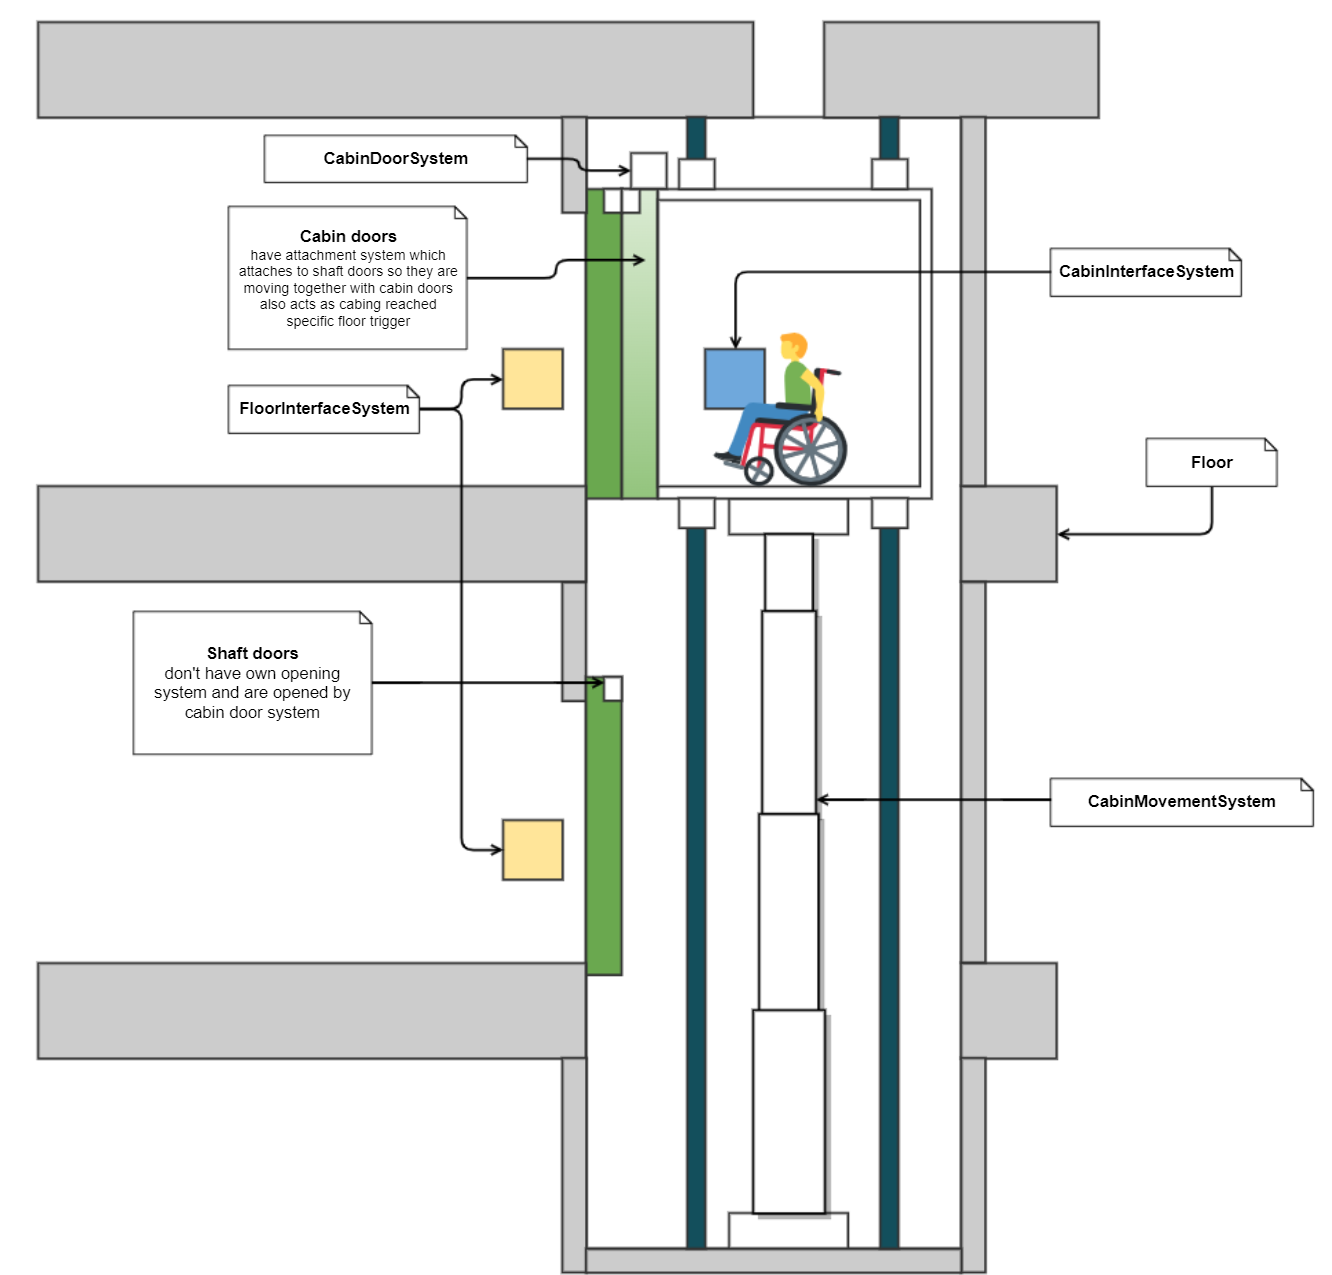 CabinDoorSystem
Cabin doors
have attachment system which
attaches to shaft doors so they are
moving together with cabin doors
also acts as cabing reached
specific floor trigger
CabinInterfaceSystem
FloorInterfaceSystem
Floor
Shaft doors
don't have own opening
system and are opened by
cabin door system
CabinMovementSystem